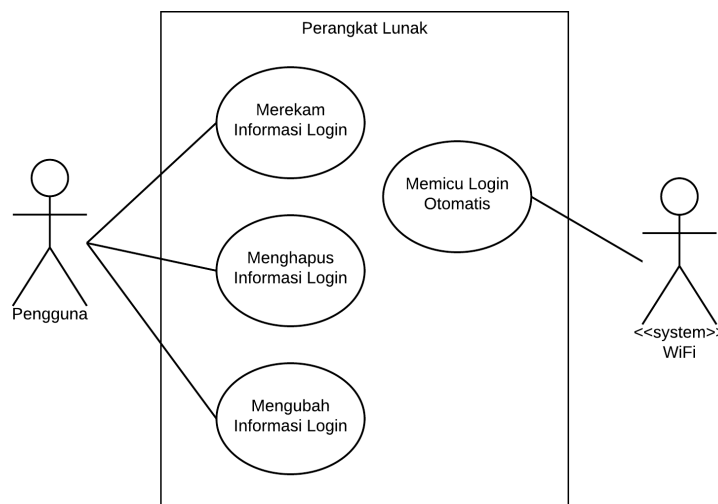 Perangkat Lunak
Merekam
Informasi Login
Memicu Login
Otomatis
Menghapus
Informasi Login
Pengguna
<<system>>
WiFi
Mengubah
Informasi Login